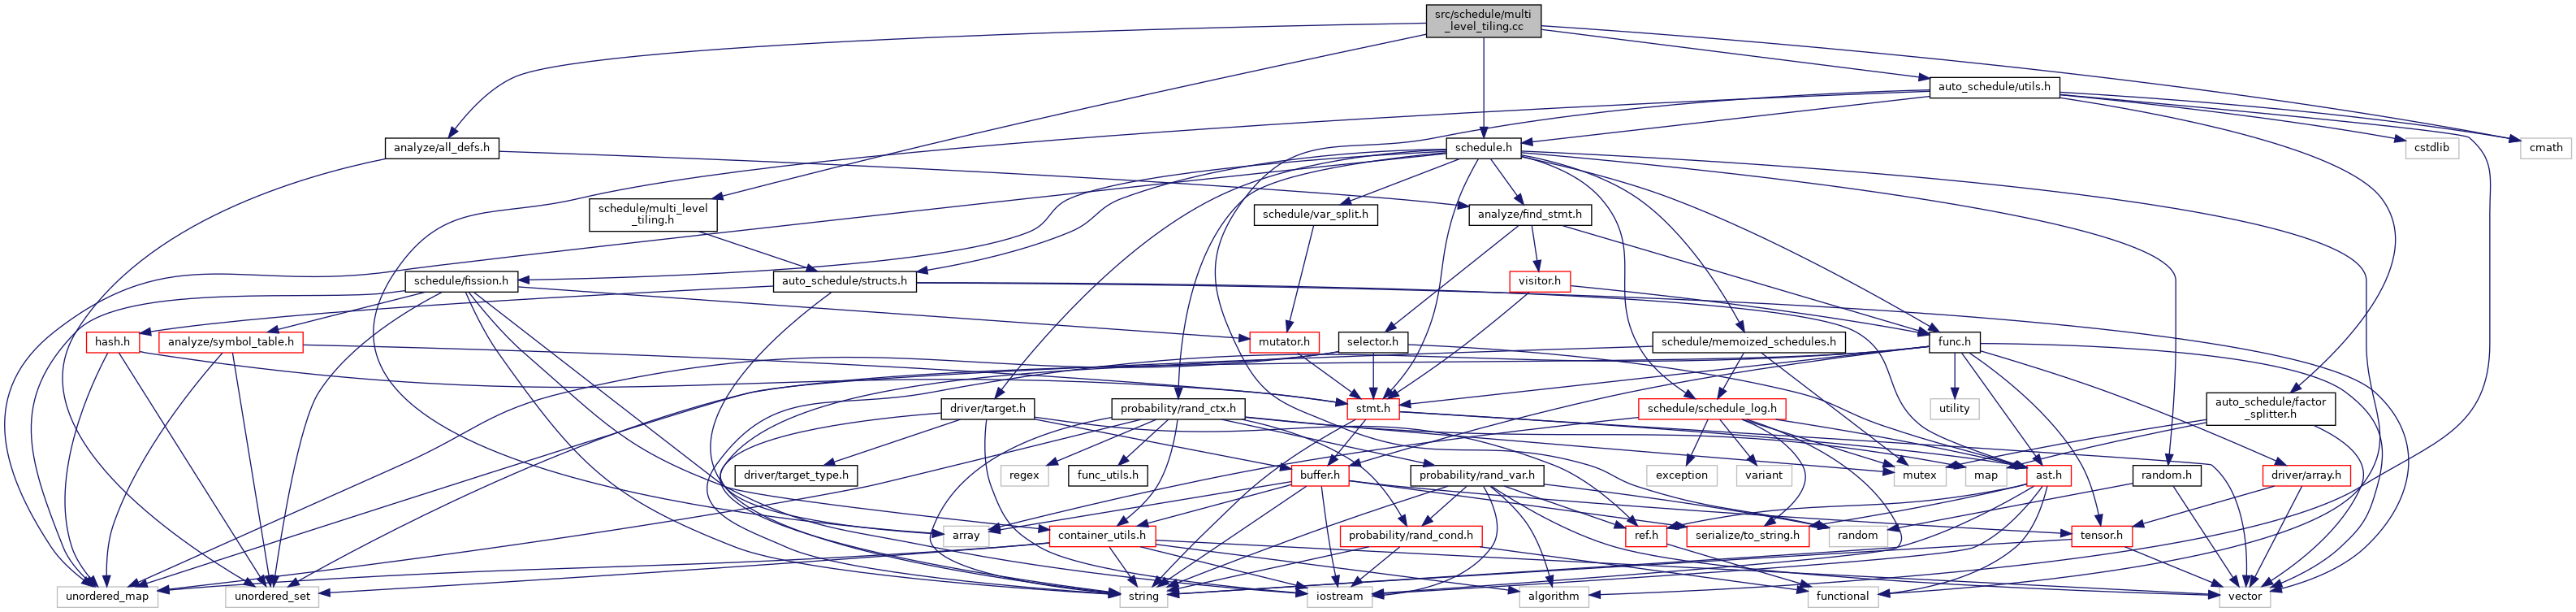 src/schedule/multi
_level_tiling.cc
auto_schedule/utils.h
analyze/all_defs.h
schedule.h
cstdlib
cmath
schedule/multi_level
_tiling.h
schedule/var_split.h
analyze/find_stmt.h
schedule/fission.h
auto_schedule/structs.h
visitor.h
hash.h
analyze/symbol_table.h
mutator.h
selector.h
schedule/memoized_schedules.h
func.h
driver/target.h
probability/rand_ctx.h
stmt.h
schedule/schedule_log.h
utility
auto_schedule/factor
_splitter.h
driver/target_type.h
regex
func_utils.h
buffer.h
probability/rand_var.h
exception
variant
mutex
map
ast.h
random.h
driver/array.h
array
container_utils.h
probability/rand_cond.h
ref.h
serialize/to_string.h
random
tensor.h
unordered_map
unordered_set
string
iostream
algorithm
functional
vector